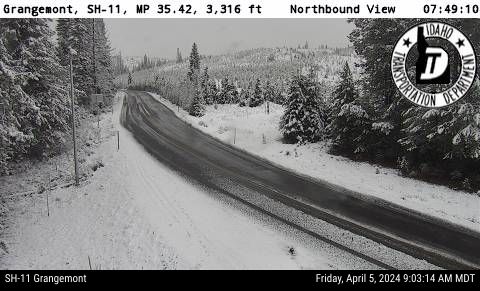 Grangemont, SH-11, MP 35.42, 3,316 ft Northbound View 07:49:10
IDAHO
TRANSPORTATION DEPARTMENT
SH-11 Grangemont Friday, April 5, 2024 9:03:14 AM MDT